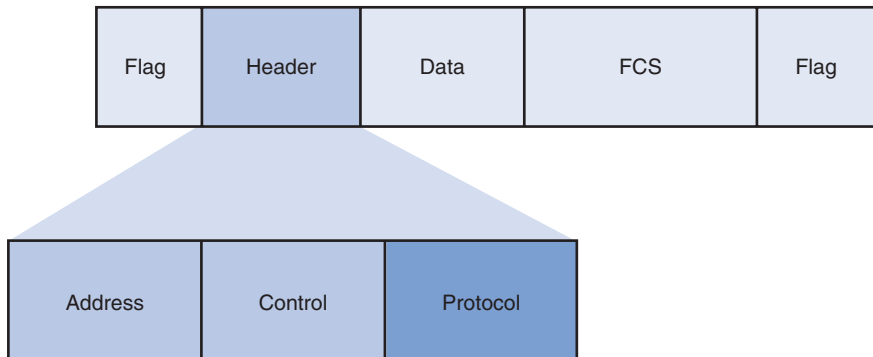 Flag Header Data FCS Flag
Address Control Protocol